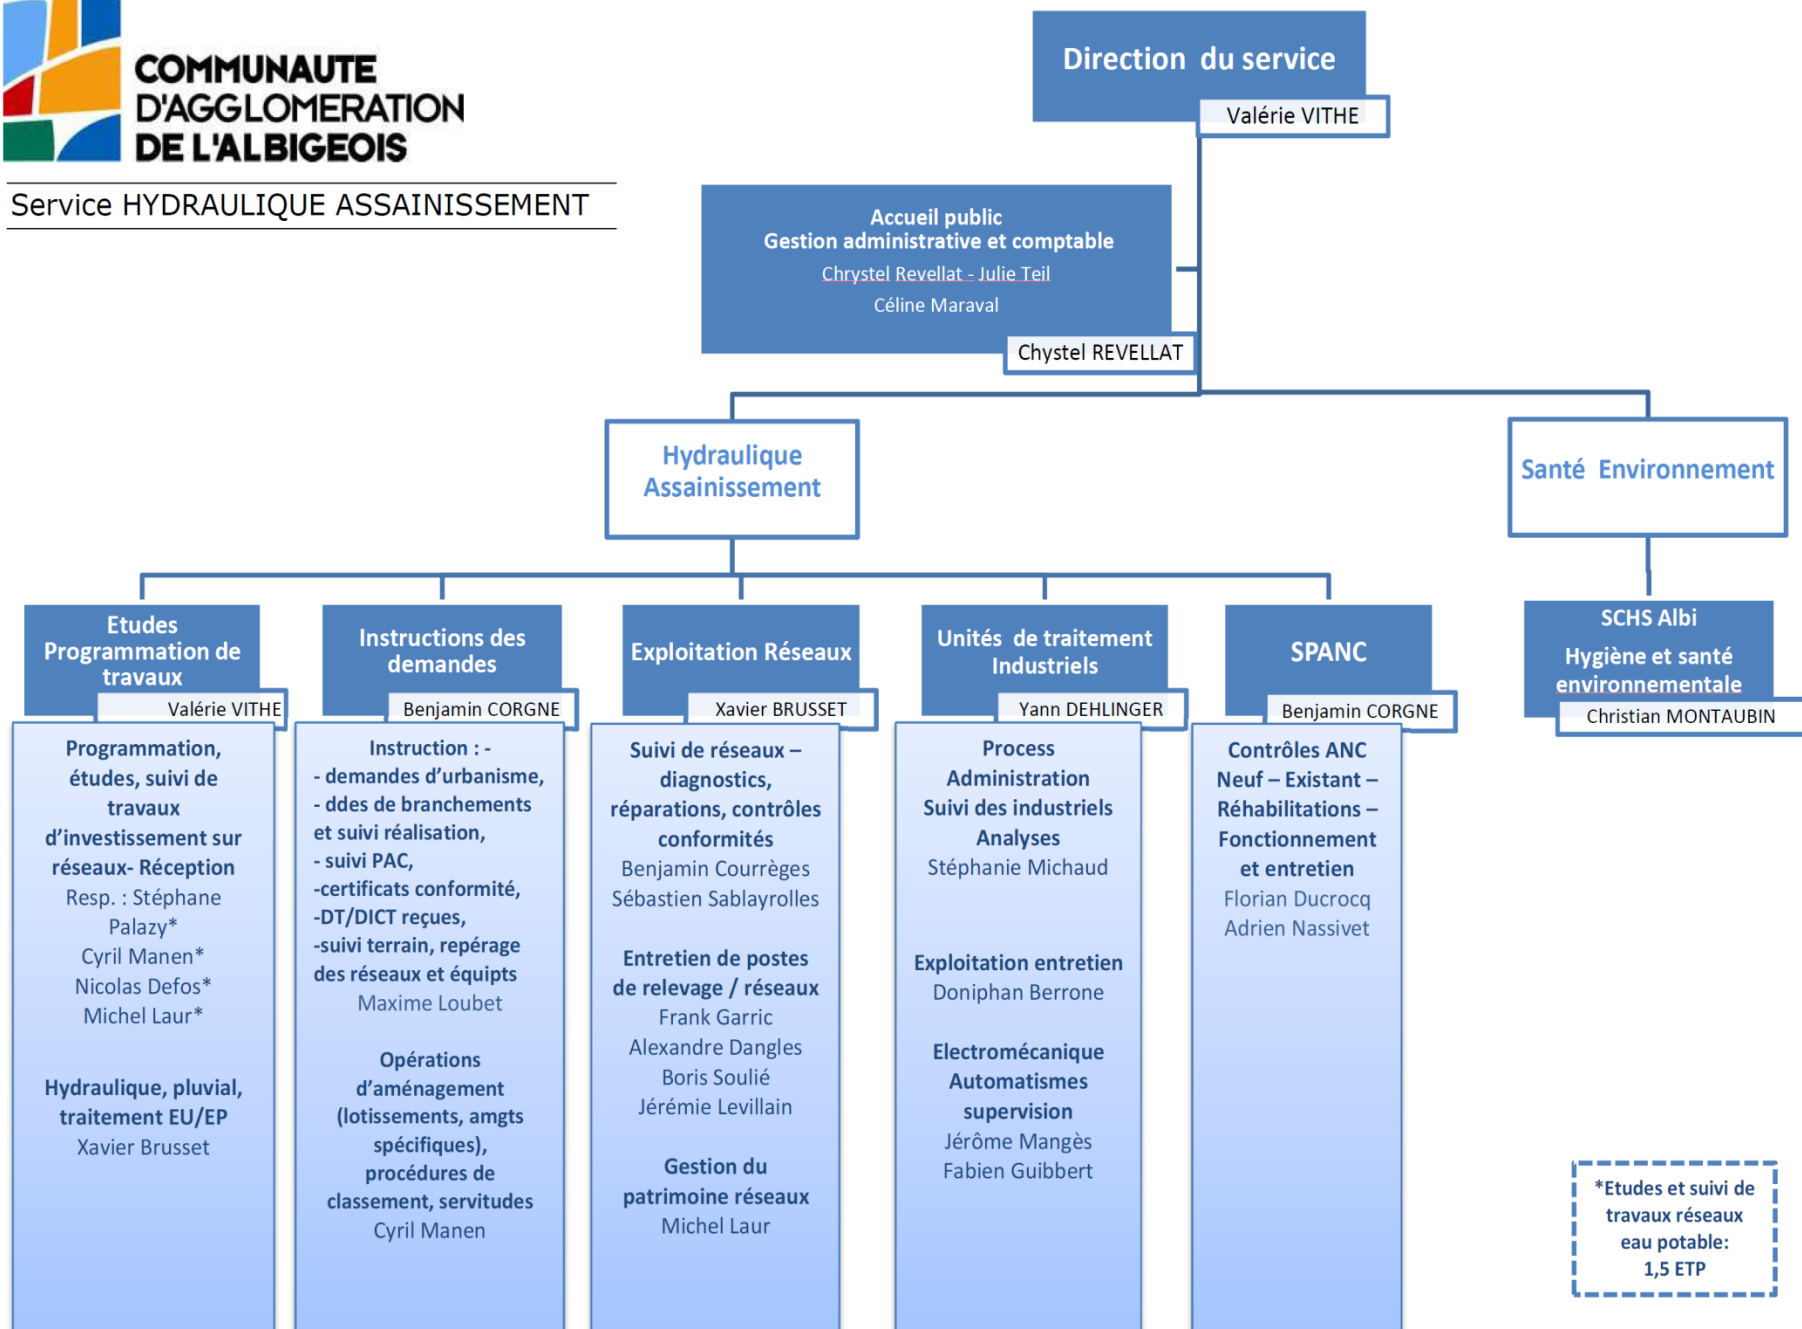 COMMUNAUTE
D'AGGLOMERATION
DE L'ALBIGEOIS
Service HYDRAULIQUE ASSAINISSEMENT
Direction du service
Valérie VITHE
Accueil public
Gestion administrative et comptable
Chrystel Revellat - Julie Teil
Céline Maraval
Chystel REVELLAT
Hydraulique
Assainissement
Santé Environnement
Etudes
Programmation de
travaux
Valérie VITHE
Programmation,
études, suivi de
travaux
d’investissement sur
réseaux- Réception
Resp. : Stéphane
Palazy*
Cyril Manen*
Nicolas Defos*
Michel Laur*
Hydraulique, pluvial,
traitement EU/EP
Xavier Brusset
Instructions des
demandes
Benjamin CORGNE
Instruction : -
- demandes d’urbanisme,
- ddes de branchements
et suivi réalisation,
- suivi PAC,
-certificats conformité,
-DT/DICT reçues,
-suivi terrain, repérage
des réseaux et équipts
Maxime Loubet
Opérations
d’aménagement
(lotissements, amgts
spécifiques),
procédures de
classement, servitudes
Cyril Manen
Exploitation Réseaux
Xavier BRUSSET
Suivi de réseaux –
diagnostics,
réparations, contrôles
conformités
Benjamin Courrèges
Sébastien Sablayrolles
Entretien de postes
de relevage / réseaux
Frank Garric
Alexandre Dangles
Boris Soulié
Jérémie Levillain
Gestion du
patrimoine réseaux
Michel Laur
Unités de traitement
Industriels
Yann DEHLINGER
Process
Administration
Suivi des industriels
Analyses
Stéphanie Michaud
Exploitation entretien
Doniphan Berrone
Electromécanique
Automatismes
supervision
Jérôme Mangès
Fabien Guibbert
SPANC
Benjamin CORGNE
Contrôles ANC
Neuf – Existant –
Réhabilitations –
Fonctionnement
et entretien
Florian Ducrocq
Adrien Nassivet
SCHS Albi
Hygiène et santé
environnementale
Christian MONTAUBIN
*Etudes et suivi de
travaux réseaux
eau potable:
1,5 ETP